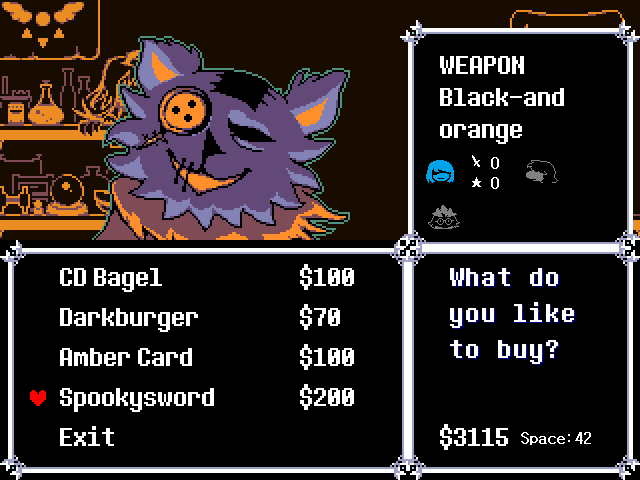 WEAPON
Black-and
orange
0
0
CD Bagel $100
Darkburger $70
Amber Card $100
Spookysword $200
Exit
What do
you like
to buy?
$3115 Space:42